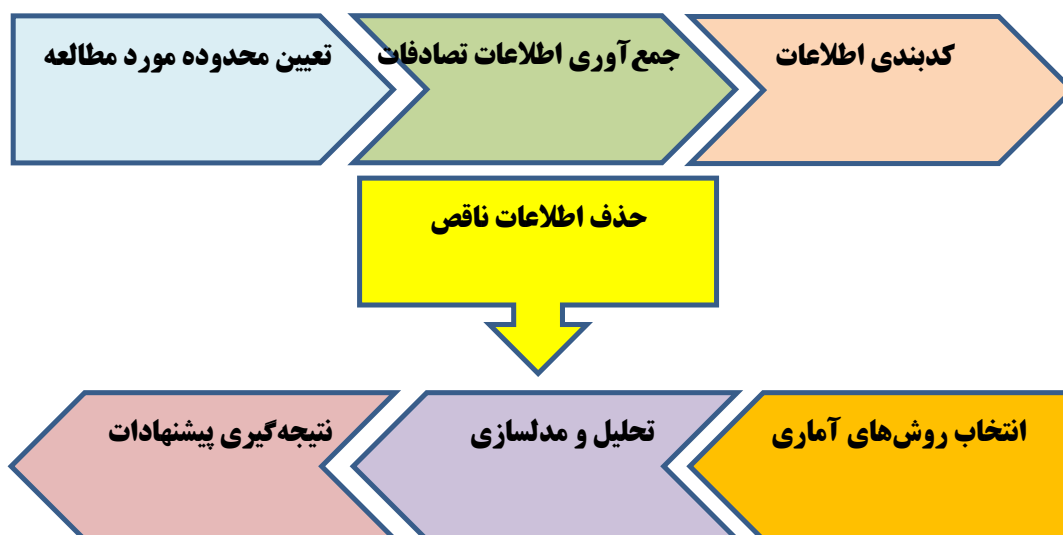 تعیین محدوده مورد مطالعه
جمع‌آوری اطلاعات تصادفات
کدبندی اطلاعات
حذف اطلاعات ناقص
انتخاب روش‌های آماری
تحلیل و مدلسازی
نتیجه‌گیری پیشنهادات